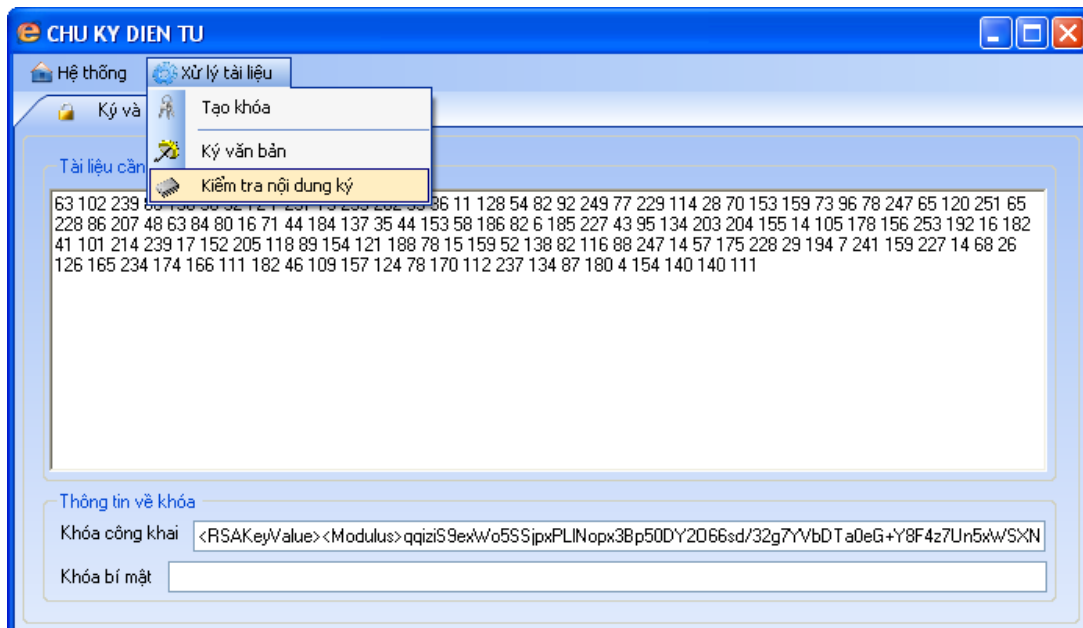 CHU KY DIEN TU
Hệ thống Xử lý tài liệu
Ký và
Tạo khóa
Ký văn bản
Kiểm tra nội dung ký
Tài liệu cần
63 102 239 86 11 128 54 82 92 249 77 229 114 28 70 153 159 73 96 78 247 65 120 251 65
228 86 207 48 63 84 80 16 71 44 184 137 35 44 153 58 186 82 6 185 227 43 95 134 203 204 155 14 105 178 156 253 192 16 182
41 101 214 239 17 152 205 118 89 154 121 188 78 15 159 52 138 82 116 88 247 14 57 175 228 29 194 7 241 159 227 14 68 26
126 165 234 174 166 111 182 46 109 157 124 78 170 112 237 134 87 180 4 154 140 140 111
Thông tin về khóa
Khóa công khai <RSAKeyValue><Modulus>qqiziS9exWo5SSjpxPLlNopx3Bp50DY2O66sd/32g7YVbDTa0eG+Y8F4z7Un5xWSXN
Khóa bí mật